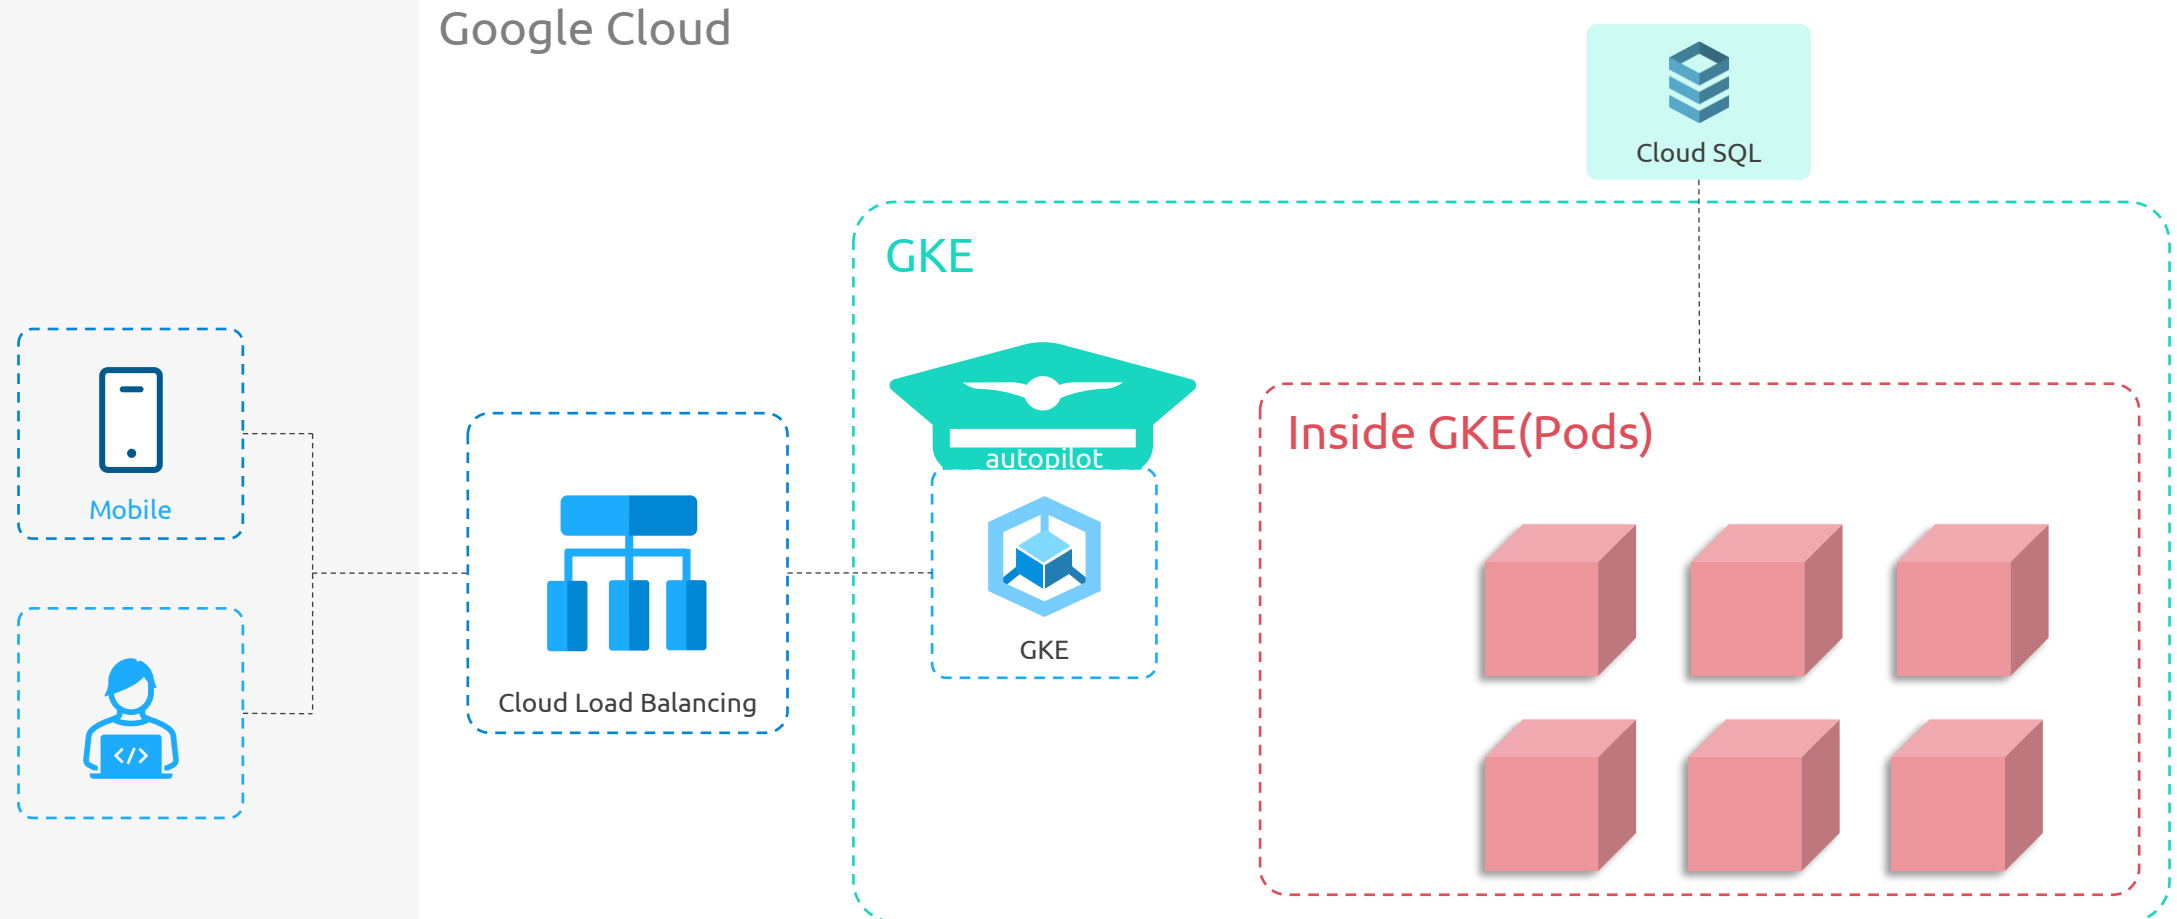 Google Cloud
Cloud SQL
GKE
Mobile
autopilot
Inside GKE(Pods)
GKE
Cloud Load Balancing
</>